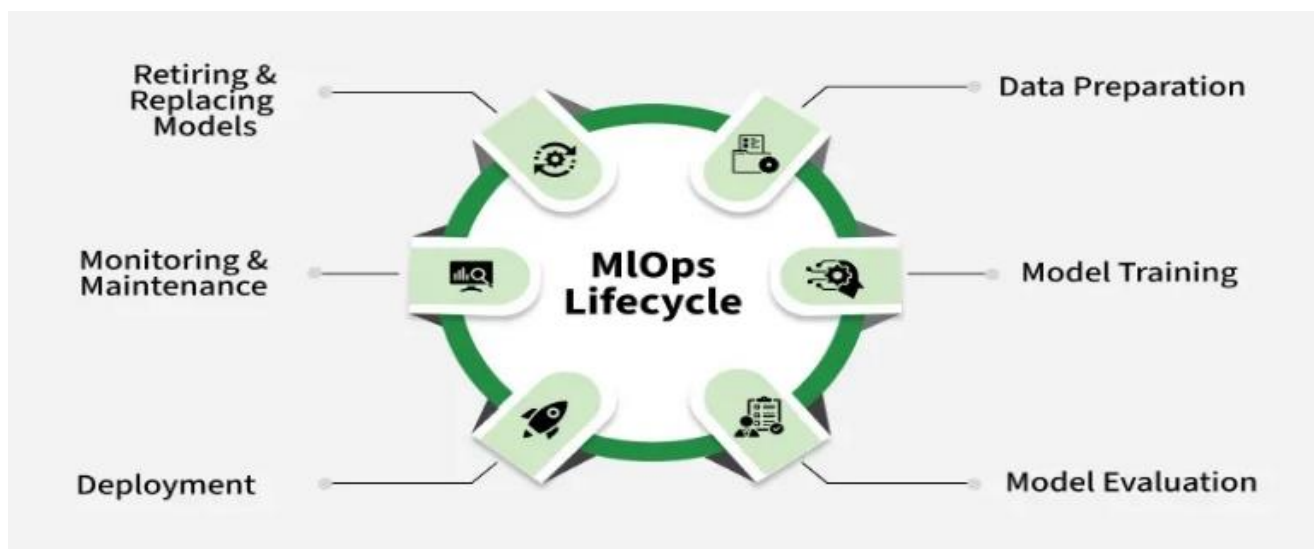 Retiring &
Replacing
Models
Data Preparation
Monitoring &
Maintenance
MlOps
Lifecycle
Model Training
Deployment
Model Evaluation